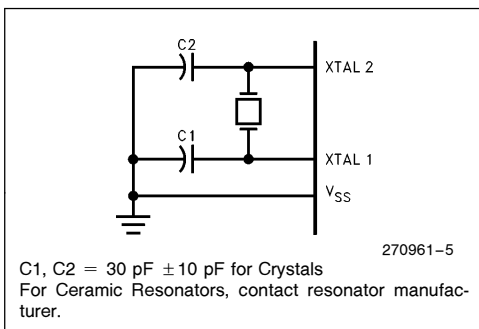 C2
XTAL 2
C1
XTAL 1
VSS
270961–5
C1, C2 = 30 pF ±10 pF for Crystals
For Ceramic Resonators, contact resonator manufac-
turer.